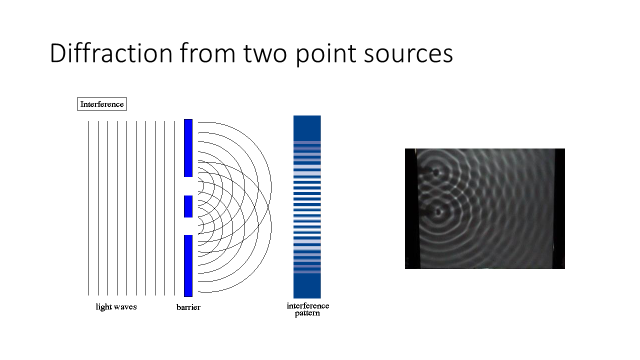 Diffraction from two point sources
Interference
light waves
barrier
interference
pattern